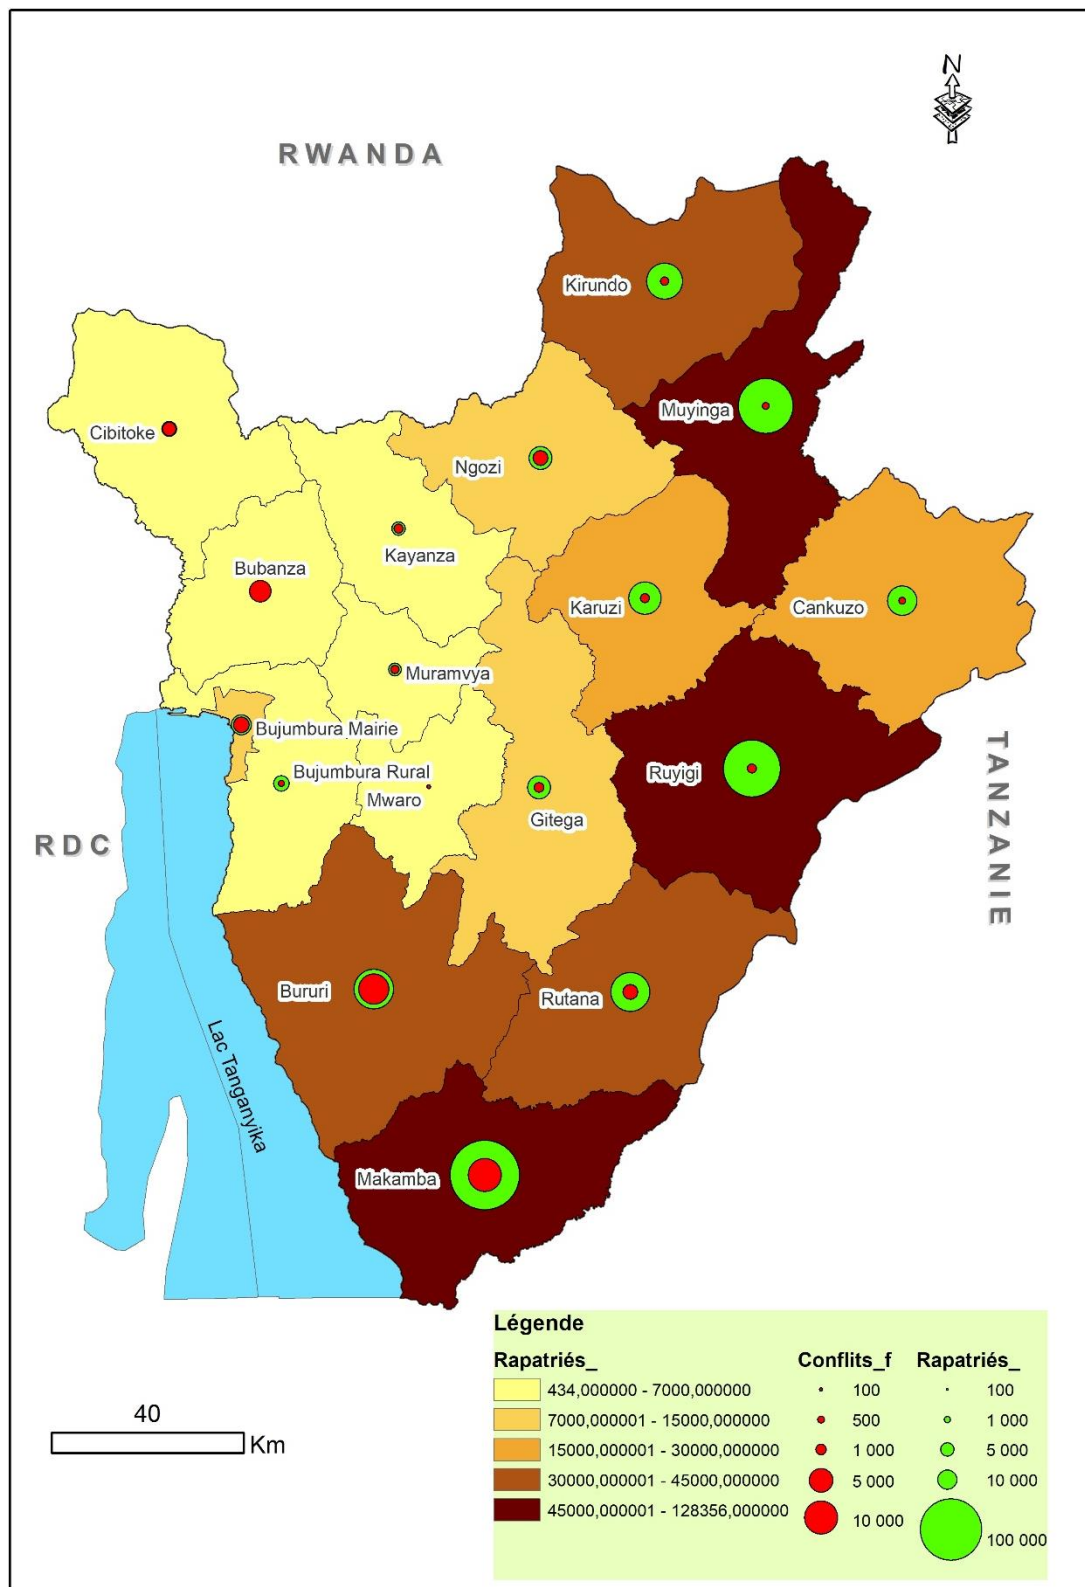 N
RWANDA
Kirundo
Muyinga
Cibitoke
Ngozi
Kayanza
Bubanza
Karuzi
Cankuzo
Muramvya
Bujumbura Mairie
Bujumbura Rural
Mwaro
Ruyigi
Gitega
TANZANIE
RDC
Bururi
Rutana
Lac Tanganyika
Makamba
Légende
Rapatriés_ Conflits_f Rapatriés_
434,000000 - 7000,000000 100 100
7000,000001 - 15000,000000 500 1 000
15000,000001 - 30000,000000 1 000 5 000
30000,000001 - 45000,000000 5 000 10 000
45000,000001 - 128356,000000 10 000 100 000
40
Km